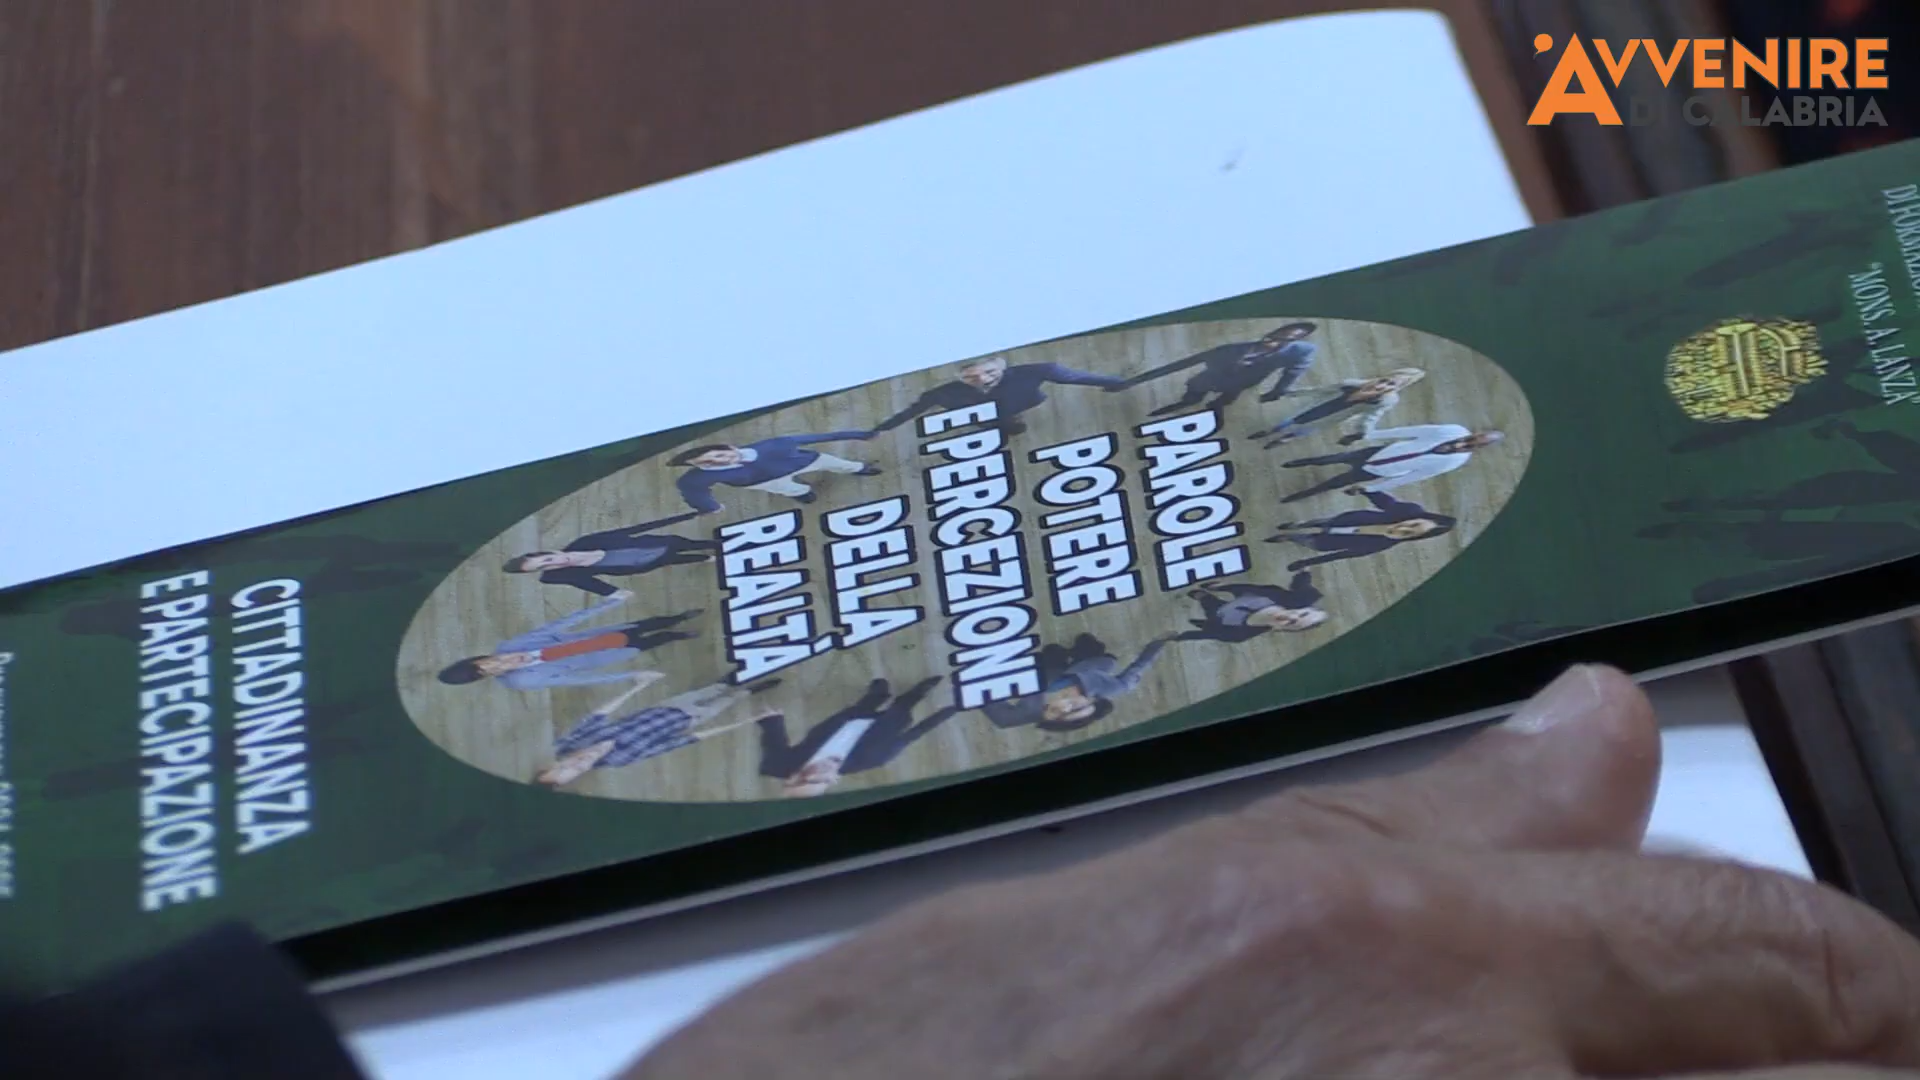 'AVVENIRE
DI CALABRIA
"MONS. A. LANZA"
PAROLE
POTERE
E PERCEZIONE
DELLA
REALTÀ
CITTADINANZA
E PARTECIPAZIONE